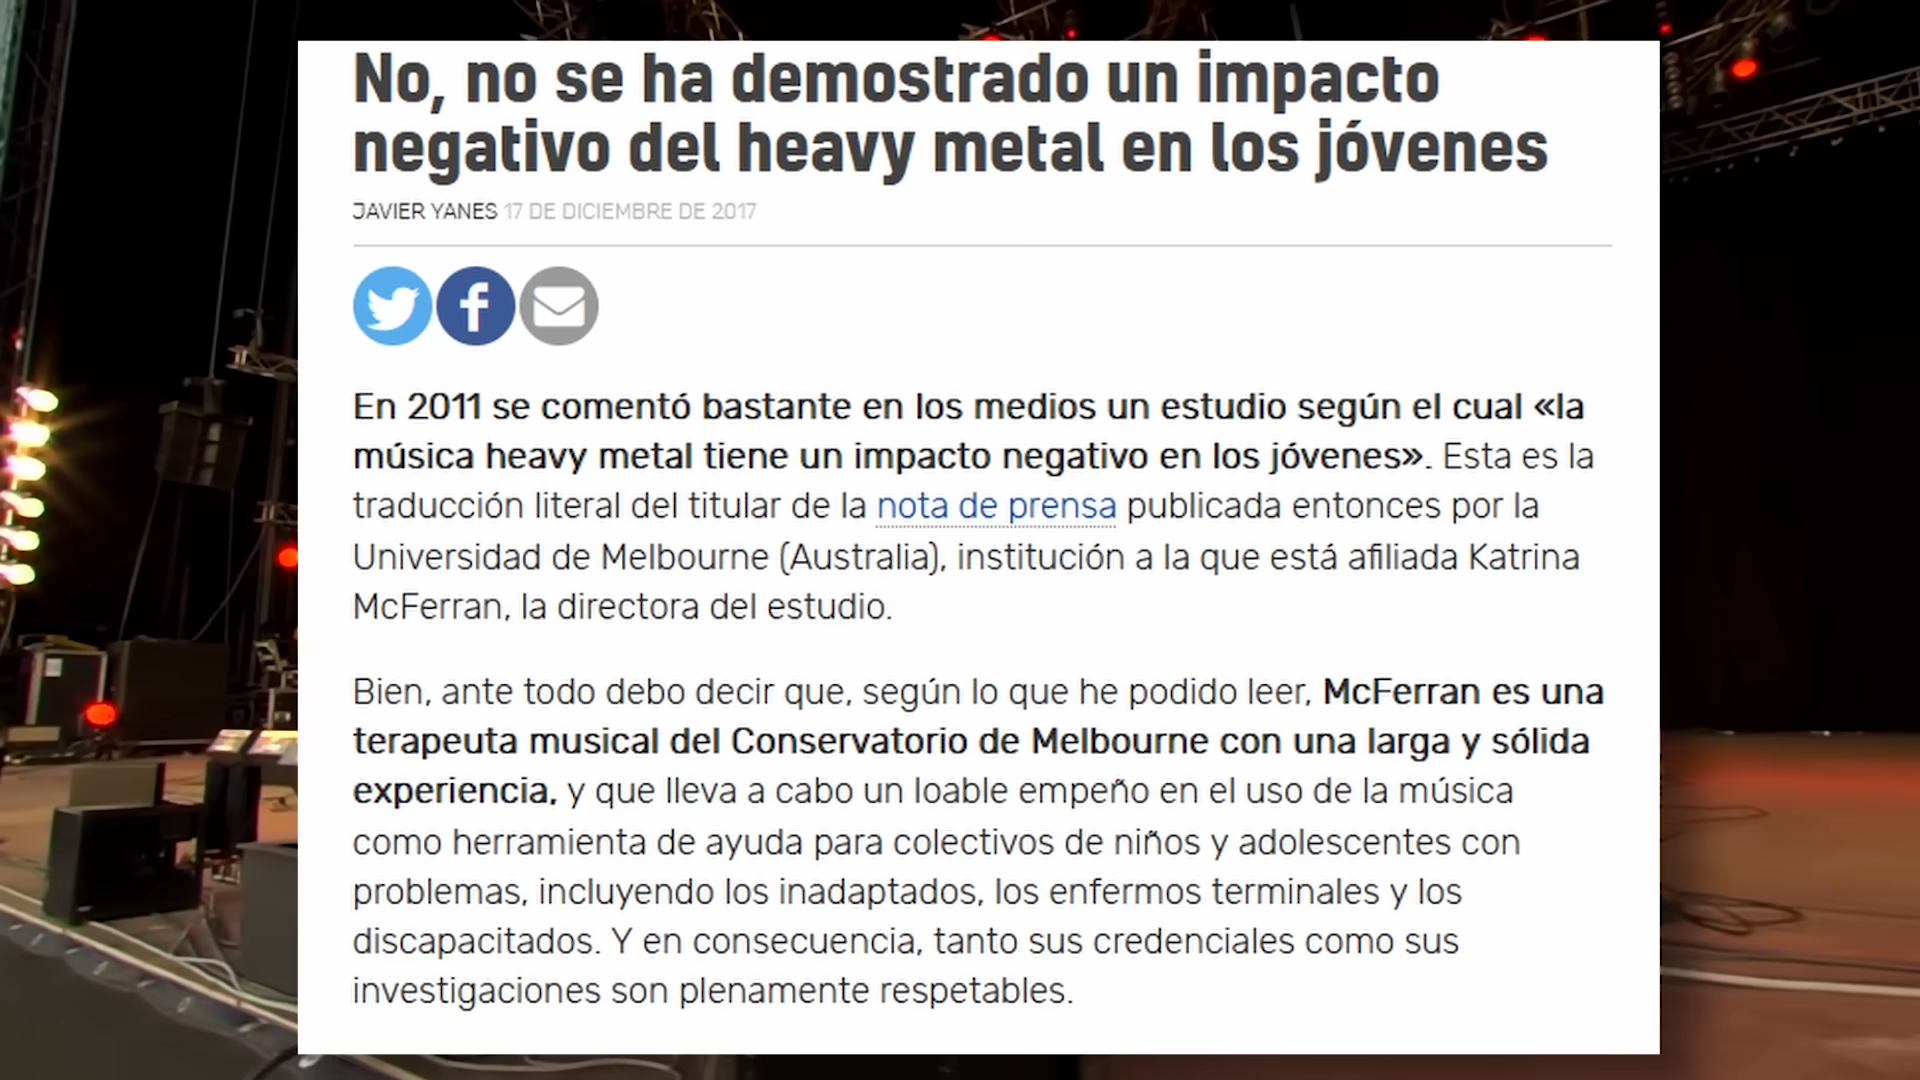 No, no se ha demostrado un impacto
negativo del heavy metal en los jóvenes
JAVIER YANES 17 DE DICIEMBRE DE 2017
En 2011 se comentó bastante en los medios un estudio según el cual «la
música heavy metal tiene un impacto negativo en los jóvenes». Esta es la
traducción literal del titular de la nota de prensa publicada entonces por la
Universidad de Melbourne (Australia), institución a la que está afiliada Katrina
McFerran, la directora del estudio.
Bien, ante todo debo decir que, según lo que he podido leer, McFerran es una
terapeuta musical del Conservatorio de Melbourne con una larga y sólida
experiencia, y que lleva a cabo un loable empeño en el uso de la música
como herramienta de ayuda para colectivos de niños y adolescentes con
problemas, incluyendo los inadaptados, los enfermos terminales y los
discapacitados. Y en consecuencia, tanto sus credenciales como sus
investigaciones son plenamente respetables.